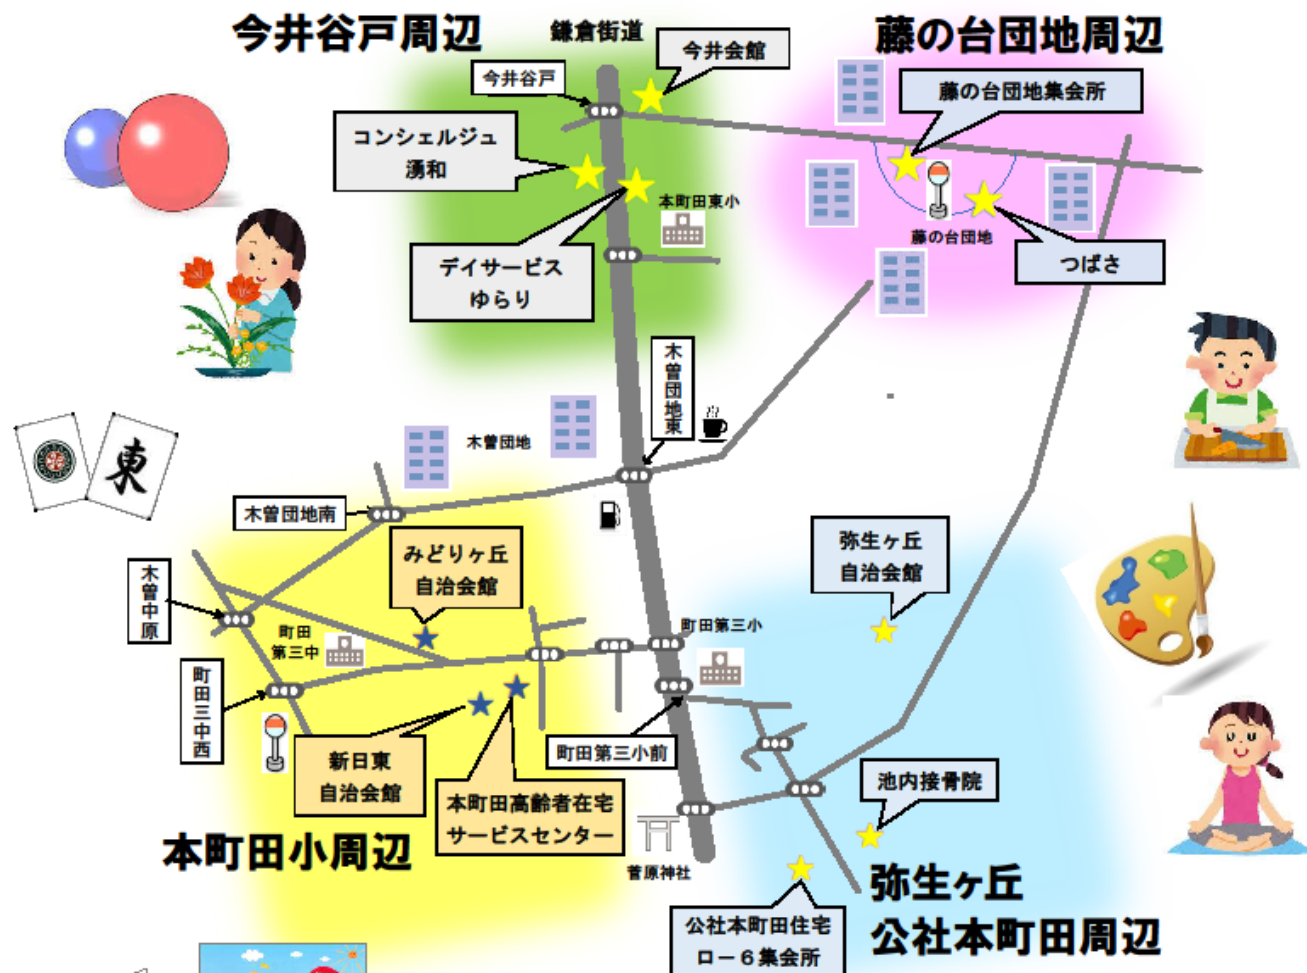 今井谷戸周辺
鎌倉街道
藤の台団地周辺
今井会館
今井谷戸
藤の台団地集会所
コンシェルジュ
湧和
本町田東小
藤の台団地
つばさ
デイサービス
ゆらり
木曽団地東
木曽団地
東
木曽団地南
みどりヶ丘
自治会館
弥生ヶ丘
自治会館
木曽中原
町田
第三中
町田第三小
町田三中西
新日東
自治会館
町田第三小前
本町田高齢者在宅
サービスセンター
池内接骨院
本町田小周辺
菅原神社
弥生ヶ丘
公社本町田周辺
公社本町田住宅
ロー６集会所